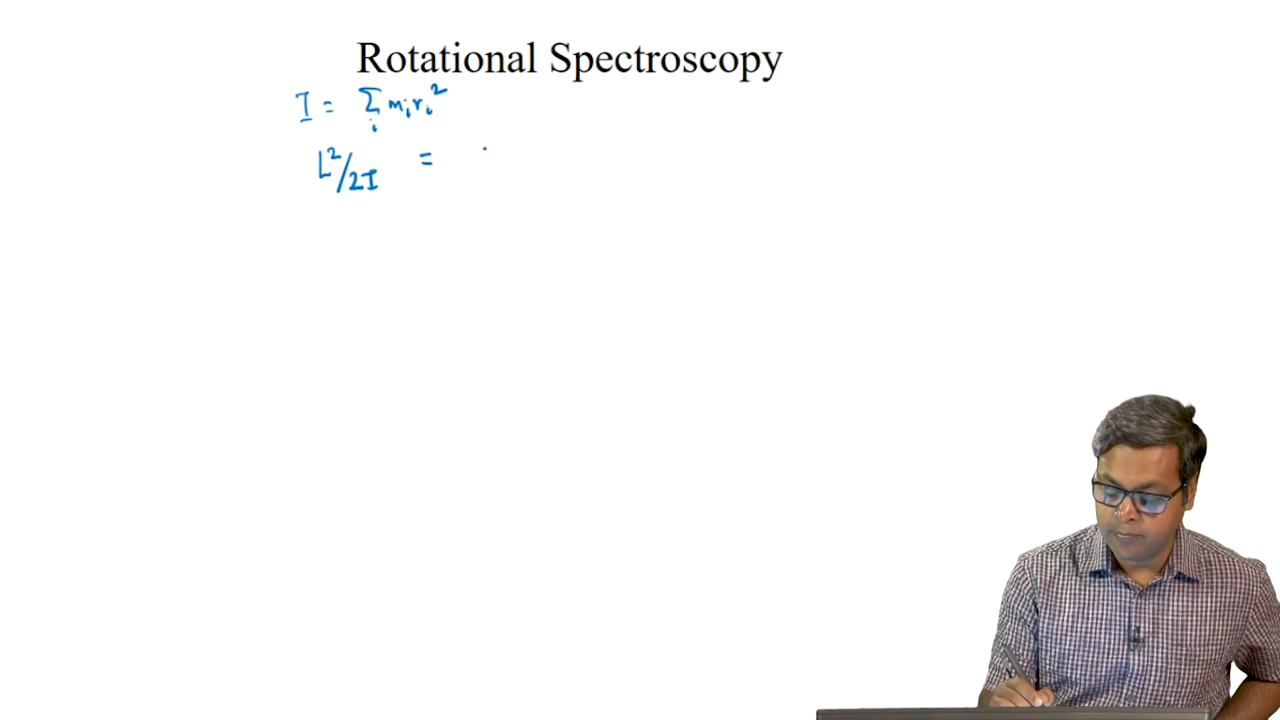 Rotational Spectroscopy
I = Σᵢ mᵢrᵢ²
L²/2I =